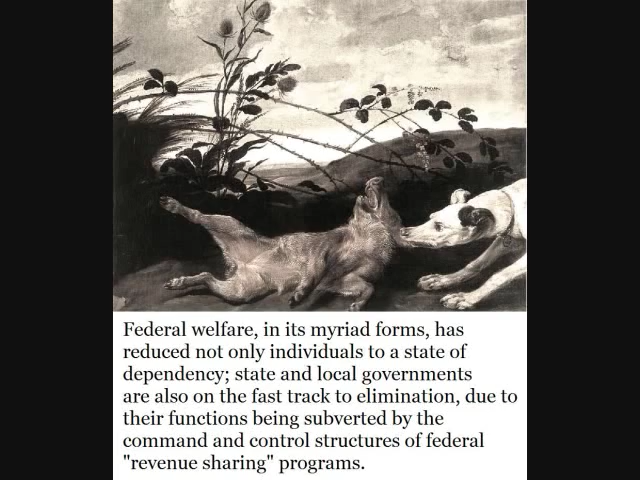 Federal welfare, in its myriad forms, has
reduced not only individuals to a state of
dependency; state and local governments
are also on the fast track to elimination, due to
their functions being subverted by the
command and control structures of federal
"revenue sharing" programs.